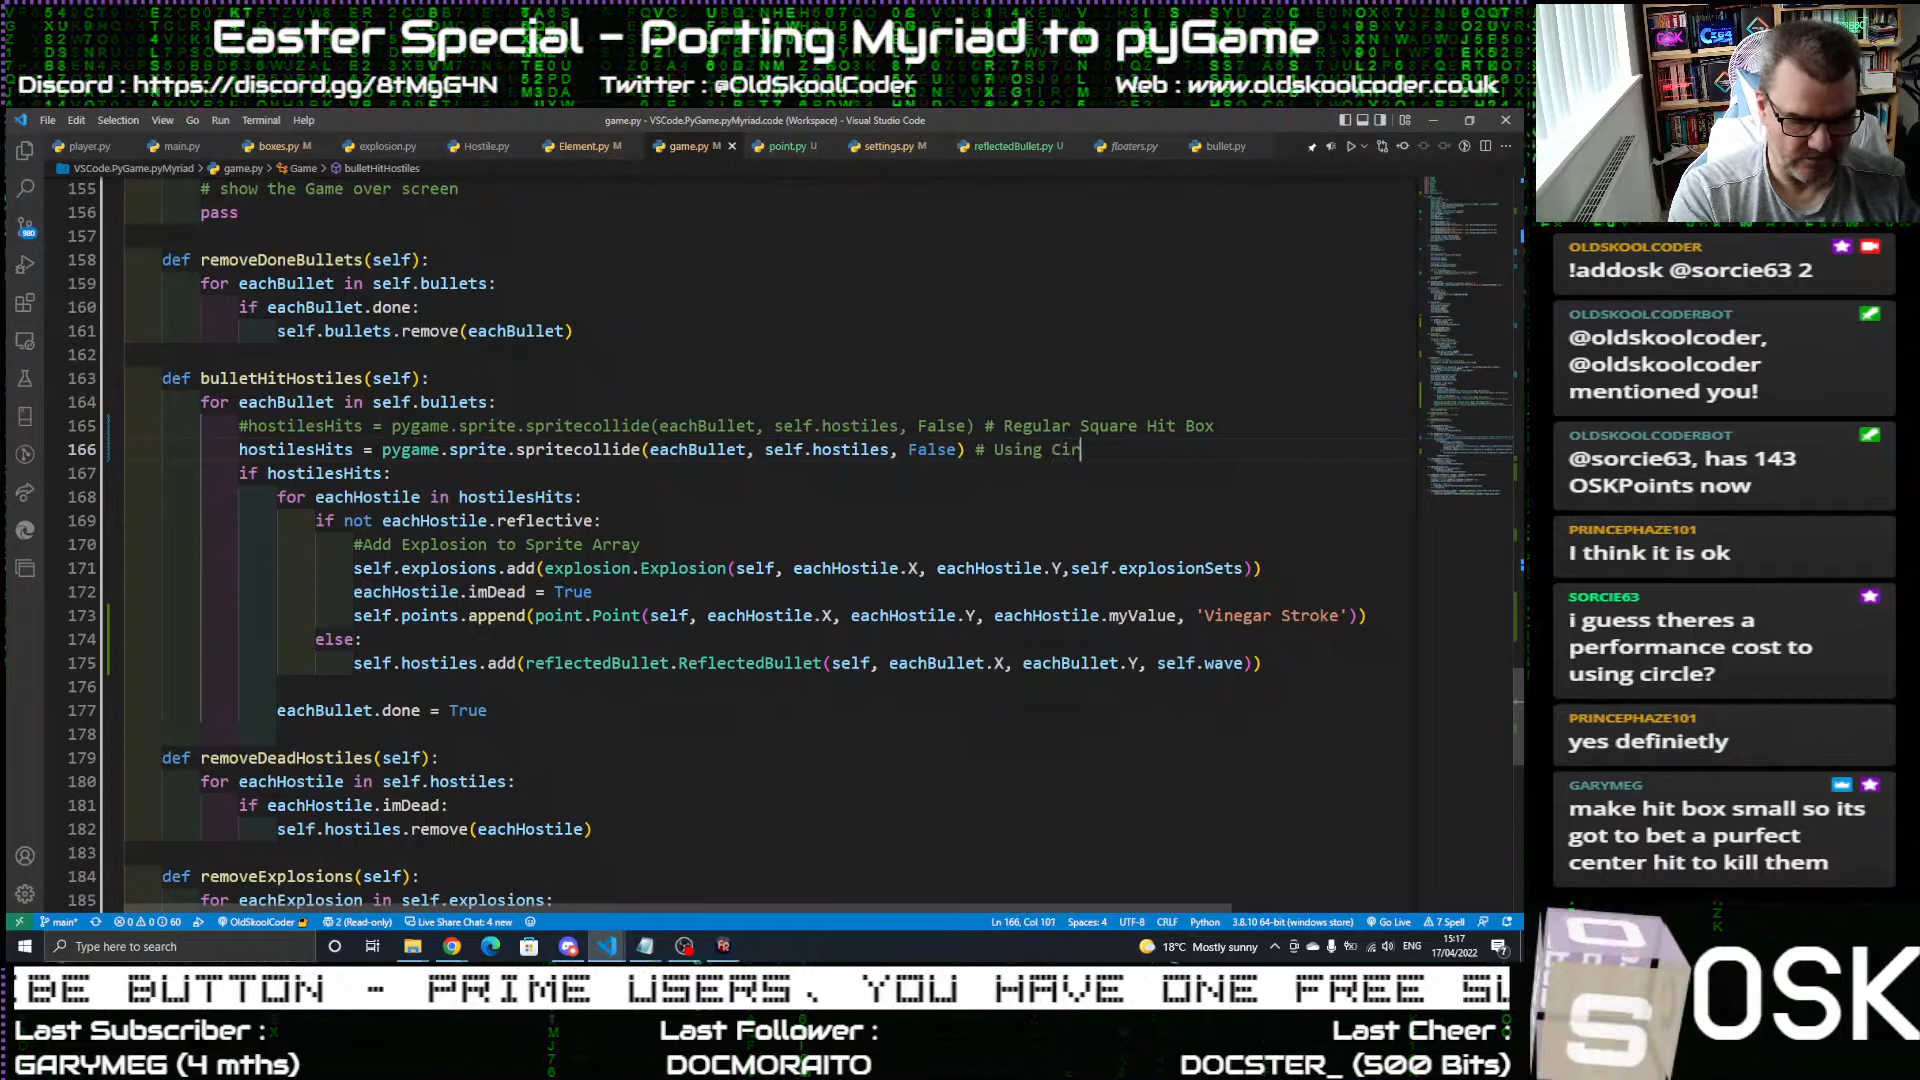 Easter Special - Porting Myriad to pyGame
Discord : https://discord.gg/8tMgG4N
Twitter : @OldSkoolCoder
Web : www.oldskoolcoder.co.uk
File Edit Selection View Go Run Terminal Help
game.py - VSCode.PyGame.pyMyriad.code (Workspace) - Visual Studio Code
player.py main.py boxes.py M explosion.py Hostile.py Element.py M game.py M point.py U settings.py M reflectedBullet.py U floaters.py bullet.py
VSCode.PyGame.pyMyriad > game.py > Game > bulletHitHostiles
155 # show the Game over screen
156 pass
157
158 def removeDoneBullets(self):
159 for eachBullet in self.bullets:
160 if eachBullet.done:
161 self.bullets.remove(eachBullet)
162
163 def bulletHitHostiles(self):
164 for eachBullet in self.bullets:
165 #hostilesHits = pygame.sprite.spritecollide(eachBullet, self.hostiles, False) # Regular Square Hit Box
166 hostilesHits = pygame.sprite.spritecollide(eachBullet, self.hostiles, False) # Using Cir
167 if hostilesHits:
168 for eachHostile in hostilesHits:
169 if not eachHostile.reflective:
170 #Add Explosion to Sprite Array
171 self.explosions.add(explosion.Explosion(self, eachHostile.X, eachHostile.Y,self.explosionSets))
172 eachHostile.imDead = True
173 self.points.append(point.Point(self, eachHostile.X, eachHostile.Y, eachHostile.myValue, 'Vinegar Stroke'))
174 else:
175 self.hostiles.add(reflectedBullet.ReflectedBullet(self, eachBullet.X, eachBullet.Y, self.wave))
176
177 eachBullet.done = True
178
179 def removeDeadHostiles(self):
180 for eachHostile in self.hostiles:
181 if eachHostile.imDead:
182 self.hostiles.remove(eachHostile)
183
184 def removeExplosions(self):
185 for eachExplosion in self.explosions:
980
main* 0 0 60 OldSkoolCoder 2 (Read-only) Live Share Chat: 4 new
Ln 166, Col 101 Spaces: 4 UTF-8 CRLF Python 3.8.10 64-bit (windows store) Go Live 7 Spell
Type here to search
18°C Mostly sunny ENG
15:17
17/04/2022
OLDSKOOLCODER
!addosk @sorcie63 2
OLDSKOOLCODERBOT
@oldskoolcoder,
@oldskoolcoder
mentioned you!
OLDSKOOLCODERBOT
@sorcie63, has 143
OSKPoints now
PRINCEPHAZE101
I think it is ok
SORCIE63
i guess theres a
performance cost to
using circle?
PRINCEPHAZE101
yes definietly
GARYMEG
make hit box small so its
got to bet a purfect
center hit to kill them
BE BUTTON - PRIME USERS, YOU HAVE ONE FREE SU
Last Subscriber :
GARYMEG (4 mths)
Last Follower :
DOCMORAITO
Last Cheer :
DOCSTER_ (500 Bits)
OSK